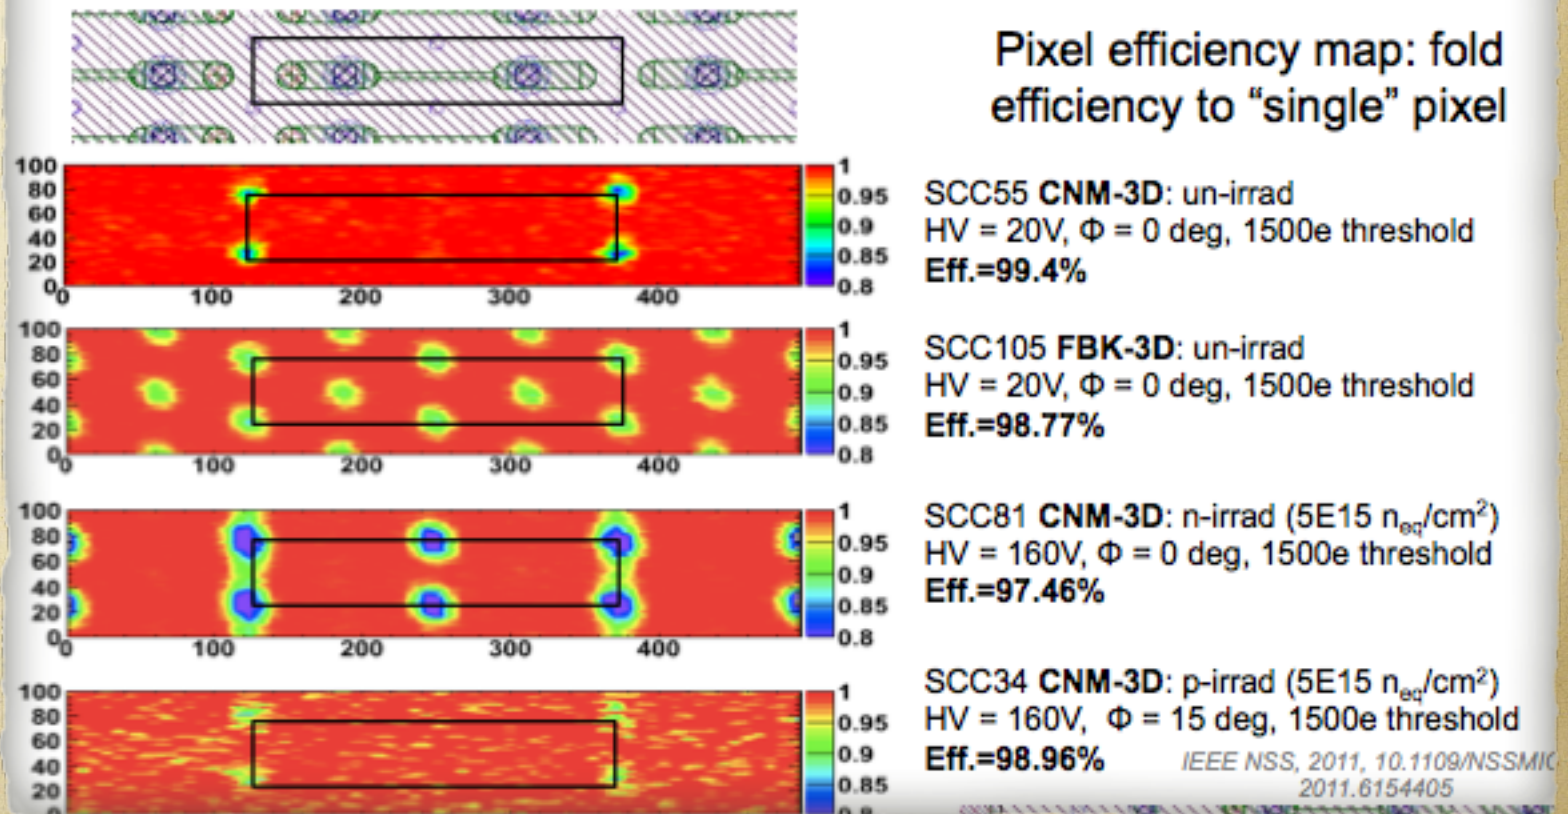 Pixel efficiency map: fold
efficiency to “single” pixel
100
80
60
40
20
0
0 100 200 300 400
1
0.95
0.9
0.85
0.8
SCC55 CNM-3D: un-irrad
HV = 20V, Φ = 0 deg, 1500e threshold
Eff.=99.4%
100
80
60
40
20
0
0 100 200 300 400
1
0.95
0.9
0.85
0.8
SCC105 FBK-3D: un-irrad
HV = 20V, Φ = 0 deg, 1500e threshold
Eff.=98.77%
100
80
60
40
20
0
0 100 200 300 400
1
0.95
0.9
0.85
0.8
SCC81 CNM-3D: n-irrad (5E15 neq/cm²)
HV = 160V, Φ = 0 deg, 1500e threshold
Eff.=97.46%
100
80
60
40
20
1
0.95
0.9
0.85
SCC34 CNM-3D: p-irrad (5E15 neq/cm²)
HV = 160V, Φ = 15 deg, 1500e threshold
Eff.=98.96%
IEEE NSS, 2011, 10.1109/NSSMIC
2011.6154405